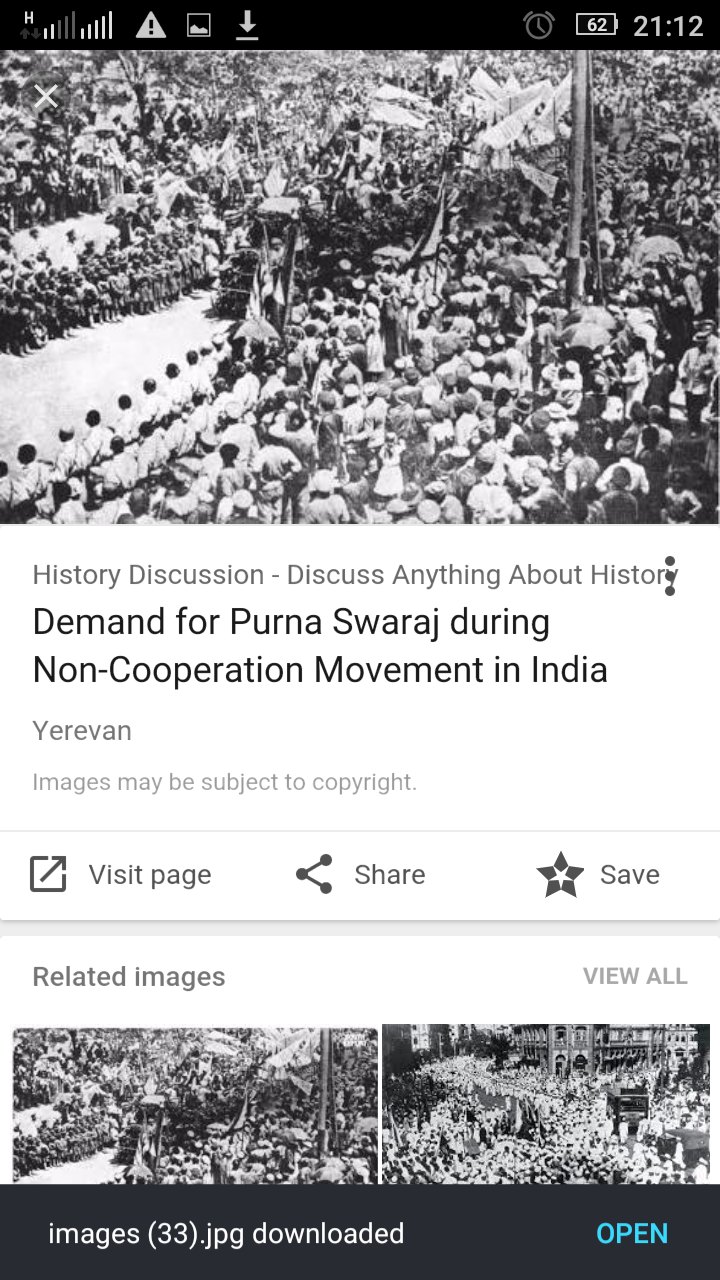 H 62 21:12
History Discussion - Discuss Anything About History
Demand for Purna Swaraj during
Non-Cooperation Movement in India
Yerevan
Images may be subject to copyright.
Visit page Share Save
Related images VIEW ALL
images (33).jpg downloaded OPEN